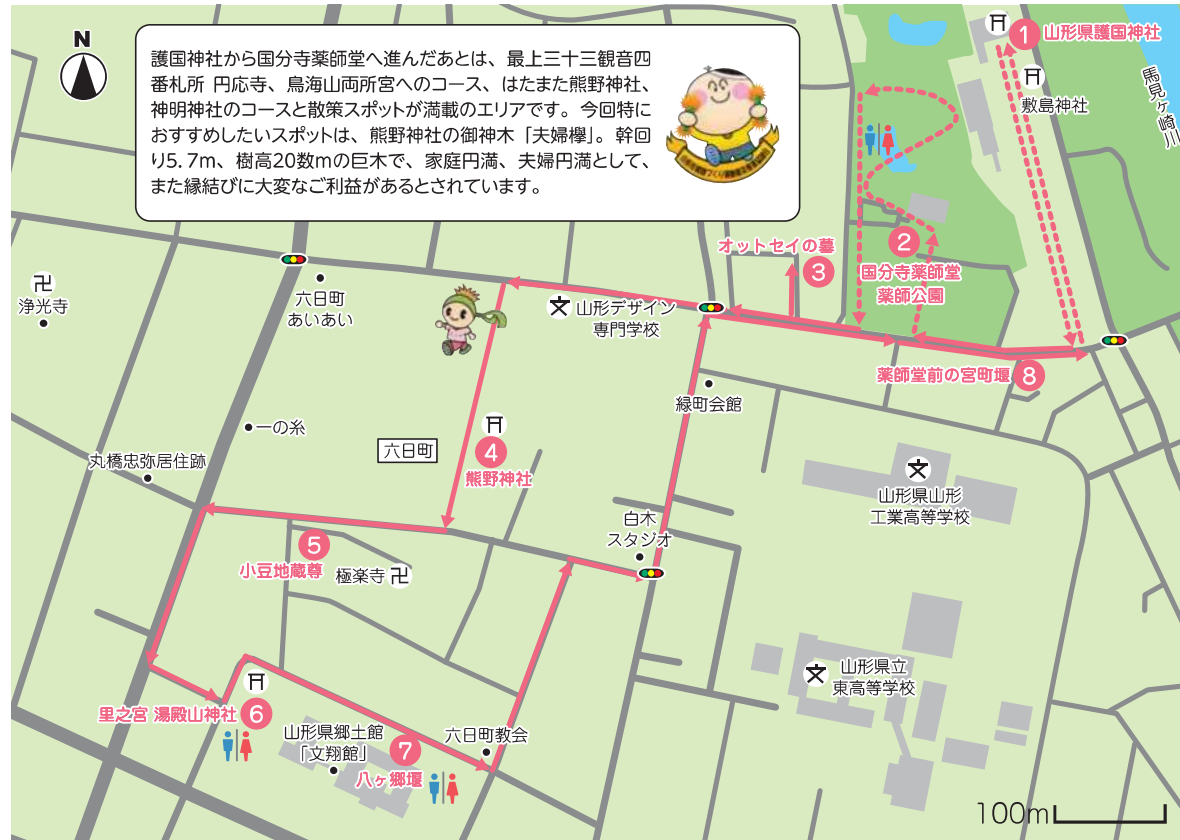 N
護国神社から国分寺薬師堂へ進んだあとは、最上三十三観音四
番札所 円応寺、鳥海山両所宮へのコース、はたまた熊野神社、
神明神社のコースと散策スポットが満載のエリアです。今回特に
おすすめしたいスポットは、熊野神社の御神木「夫婦欅」。幹回
り5.7m、樹高20数mの巨木で、家庭円満、夫婦円満として、
また縁結びに大変なご利益があるとされています。
1 山形県護国神社
敷島神社
馬見ヶ崎川
2
国分寺薬師堂
薬師公園
オットセイの墓
3
浄光寺
六日町
あいあい
山形デザイン
専門学校
薬師堂前の宮町堰 8
緑町会館
一の糸
六日町
4
熊野神社
丸橋忠弥居住跡
山形県山形
工業高等学校
白木
スタジオ
5
小豆地蔵尊
極楽寺
山形県立
東高等学校
里之宮 湯殿山神社 6
山形県郷土館
「文翔館」
7
八ヶ郷堰
六日町教会
100m